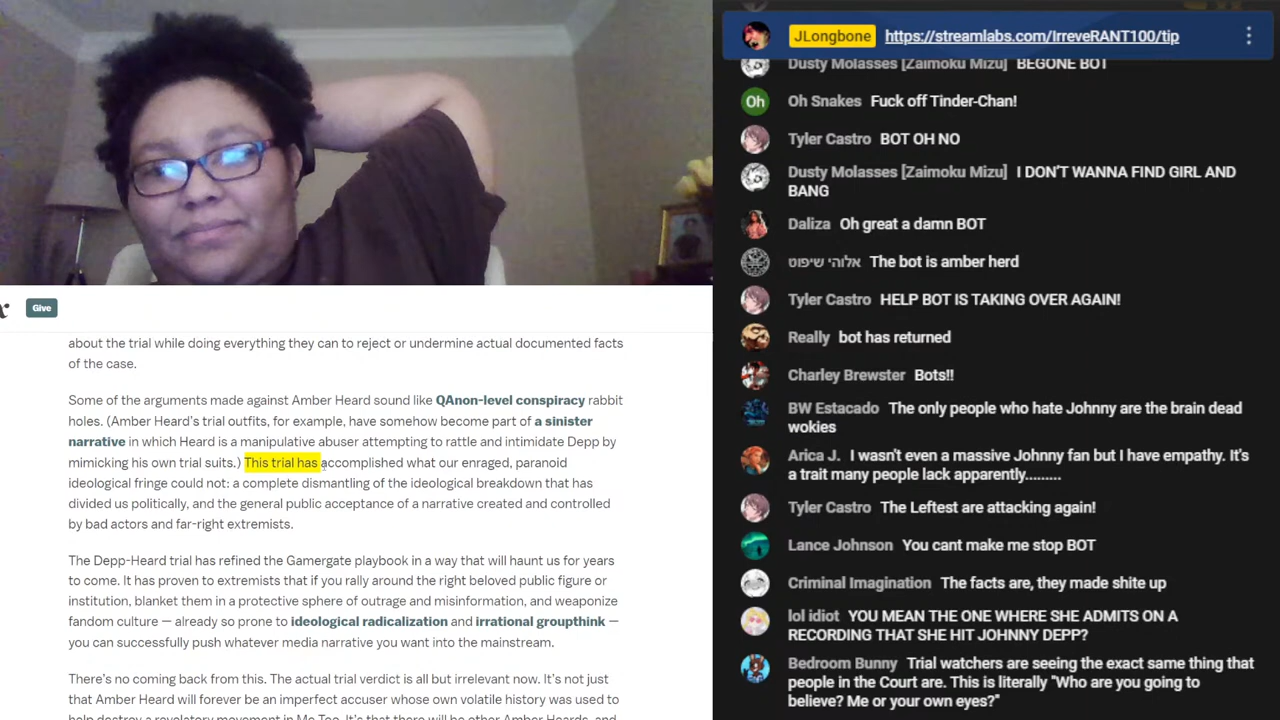 Give
about the trial while doing everything they can to reject or undermine actual documented facts
of the case.
Some of the arguments made against Amber Heard sound like QAnon-level conspiracy rabbit
holes. (Amber Heard's trial outfits, for example, have somehow become part of a sinister
narrative in which Heard is a manipulative abuser attempting to rattle and intimidate Depp by
mimicking his own trial suits.) This trial has accomplished what our enraged, paranoid
ideological fringe could not: a complete dismantling of the ideological breakdown that has
divided us politically, and the general public acceptance of a narrative created and controlled
by bad actors and far-right extremists.
The Depp-Heard trial has refined the Gamergate playbook in a way that will haunt us for years
to come. It has proven to extremists that if you rally around the right beloved public figure or
institution, blanket them in a protective sphere of outrage and misinformation, and weaponize
fandom culture — already so prone to ideological radicalization and irrational groupthink —
you can successfully push whatever media narrative you want into the mainstream.
There's no coming back from this. The actual trial verdict is all but irrelevant now. It's not just
that Amber Heard will forever be an imperfect accuser whose own volatile history was used to
help destroy a revelatory movement in Me Too. It's that there will be other Amber Heards, and
JLongbone https://streamlabs.com/IrreveRANT100/tip
Dusty Molasses [Zaimoku Mizu] BEGONE BOT
Oh Oh Snakes Fuck off Tinder-Chan!
Tyler Castro BOT OH NO
Dusty Molasses [Zaimoku Mizu] I DON'T WANNA FIND GIRL AND
BANG
Daliza Oh great a damn BOT
אלוהי שיפוט The bot is amber herd
Tyler Castro HELP BOT IS TAKING OVER AGAIN!
Really bot has returned
Charley Brewster Bots!!
BW Estacado The only people who hate Johnny are the brain dead
wokies
Arica J. I wasn't even a massive Johnny fan but I have empathy. It's
a trait many people lack apparently.........
Tyler Castro The Leftest are attacking again!
Lance Johnson You cant make me stop BOT
Criminal Imagination The facts are, they made shite up
lol idiot YOU MEAN THE ONE WHERE SHE ADMITS ON A
RECORDING THAT SHE HIT JOHNNY DEPP?
Bedroom Bunny Trial watchers are seeing the exact same thing that
people in the Court are. This is literally "Who are you going to
believe? Me or your own eyes?"